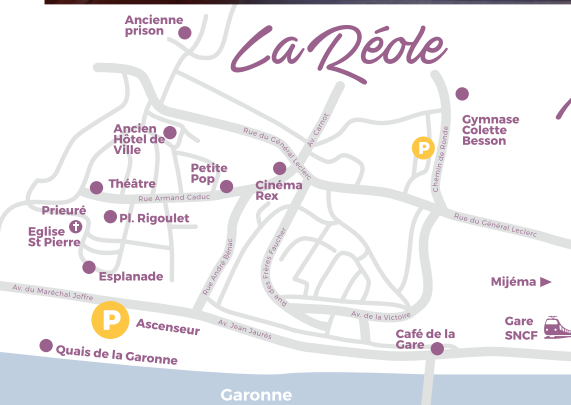 Ancienne
prison
La Réole
Gymnase
Colette
Besson
Ancien
Hôtel de
Ville
Rue du Général Leclerc
Av. Carnot
P
Chemin de Ronde
Petite
Pop
Cinéma
Rex
Théâtre
Rue Armand Caduc
Prieuré
Pl. Rigoulet
Eglise
St Pierre
Rue du Général Leclerc
Rue André Bénac
Rue des Frères Faucher
Esplanade
Mijéma
Av. du Maréchal Joffre
P
Ascenseur
Av. Jean Jaurès
Av. de la Victoire
Gare
SNCF
Café de la
Gare
Quais de la Garonne
Garonne